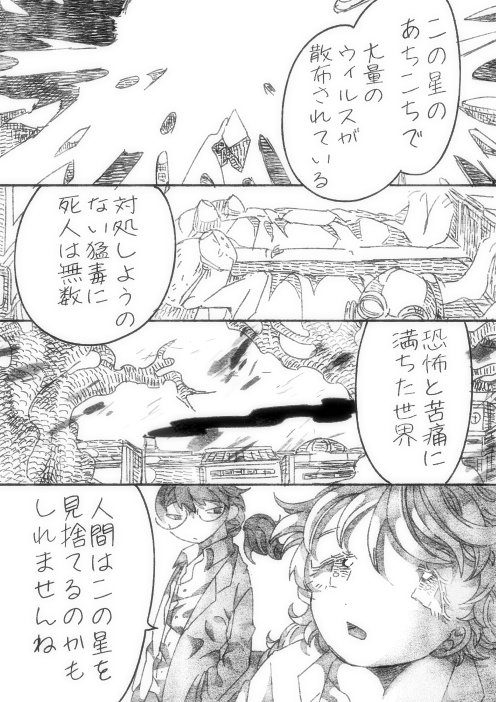 この星の
あちこちで
大量の
ウィルスが
散布されている
対処しようの
ない猛毒に
死人は無数
恐怖と苦痛に
満ちた世界
人間はこの星を
見捨てるのかも
しれませんね